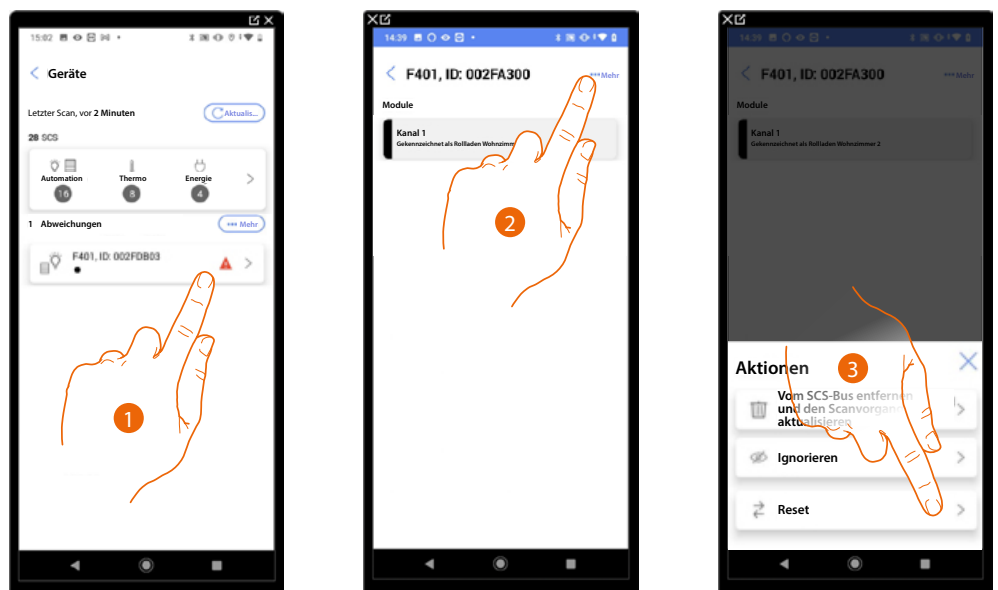 15:02
Geräte
Letzter Scan, vor 2 Minuten
Aktualis...
28 SCS
Automation
Thermo
Energie
16
8
4
1 Abweichungen
••• Mehr
F401, ID: 002FDB03
1
14:39
F401, ID: 002FA300
•••Mehr
Module
Kanal 1
Gekennzeichnet als Rollladen Wohnzimm
2
14:39
F401, ID: 002FA300
•••Mehr
Module
Kanal 1
Gekennzeichnet als Rollladen Wohnzimmer 2
Aktionen
3
Vom SCS-Bus entfernen
und den Scanvorgang
aktualisieren
Ignorieren
Reset